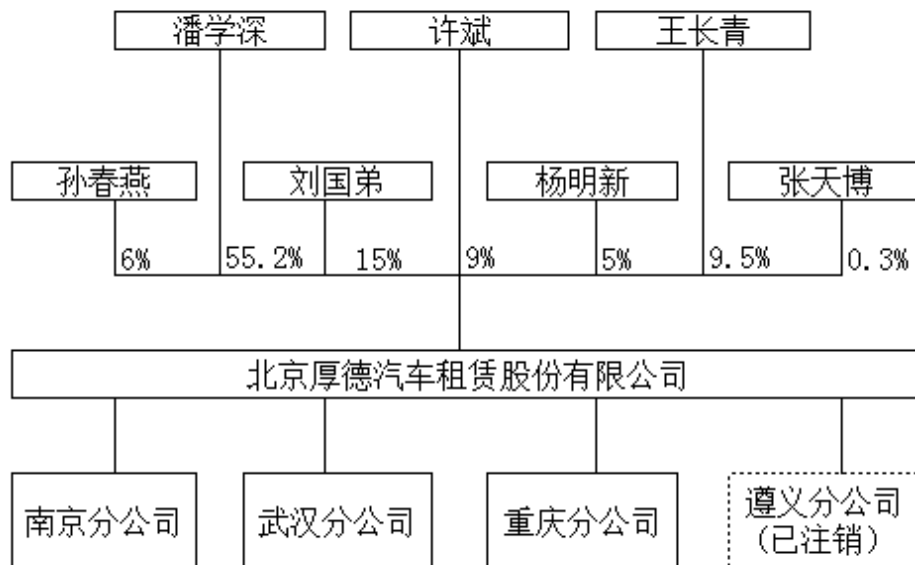 潘学深 许斌 王长青
孙春燕 刘国弟 杨明新 张天博
6% 55.2% 15% 9% 5% 9.5% 0.3%
北京厚德汽车租赁股份有限公司
南京分公司 武汉分公司 重庆分公司 遵义分公司
(已注销)